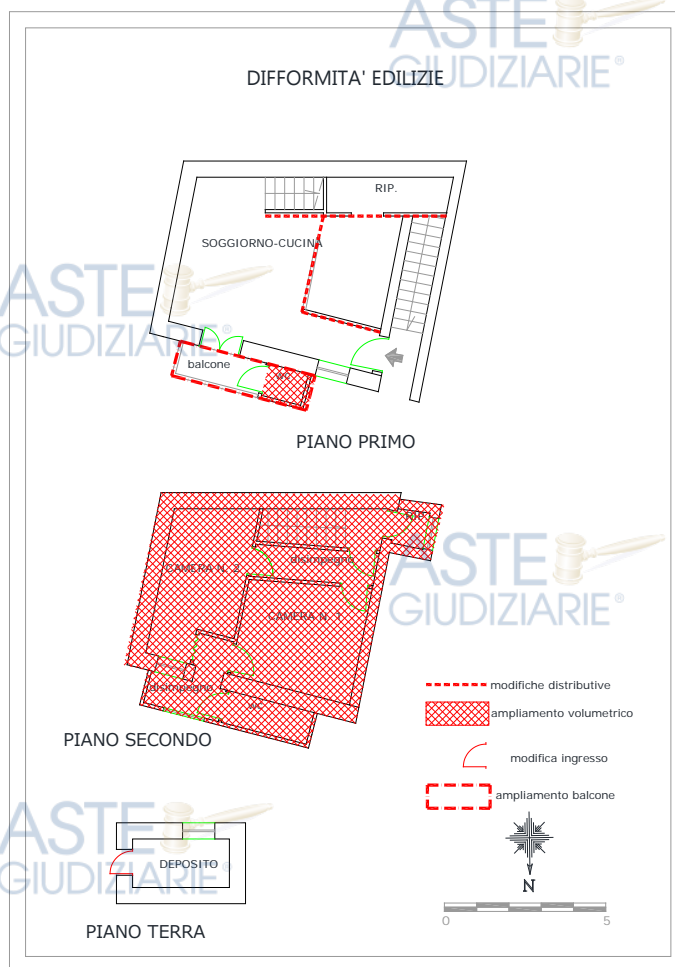 ASTE
GIUDIZIARIE®
DIFFORMITA' EDILIZIE
RIP.
SOGGIORNO-CUCINA
ASTE
GIUDIZIARIE®
balcone
WC
PIANO PRIMO
RIP.
disimpegno
CAMERA N. 2
ASTE
GIUDIZIARIE®
CAMERA N. 1
disimpegno
WC
modifiche distributive
ampliamento volumetrico
PIANO SECONDO
modifica ingresso
ampliamento balcone
ASTE
GIUDIZIARIE®
DEPOSITO
N
PIANO TERRA
0 5